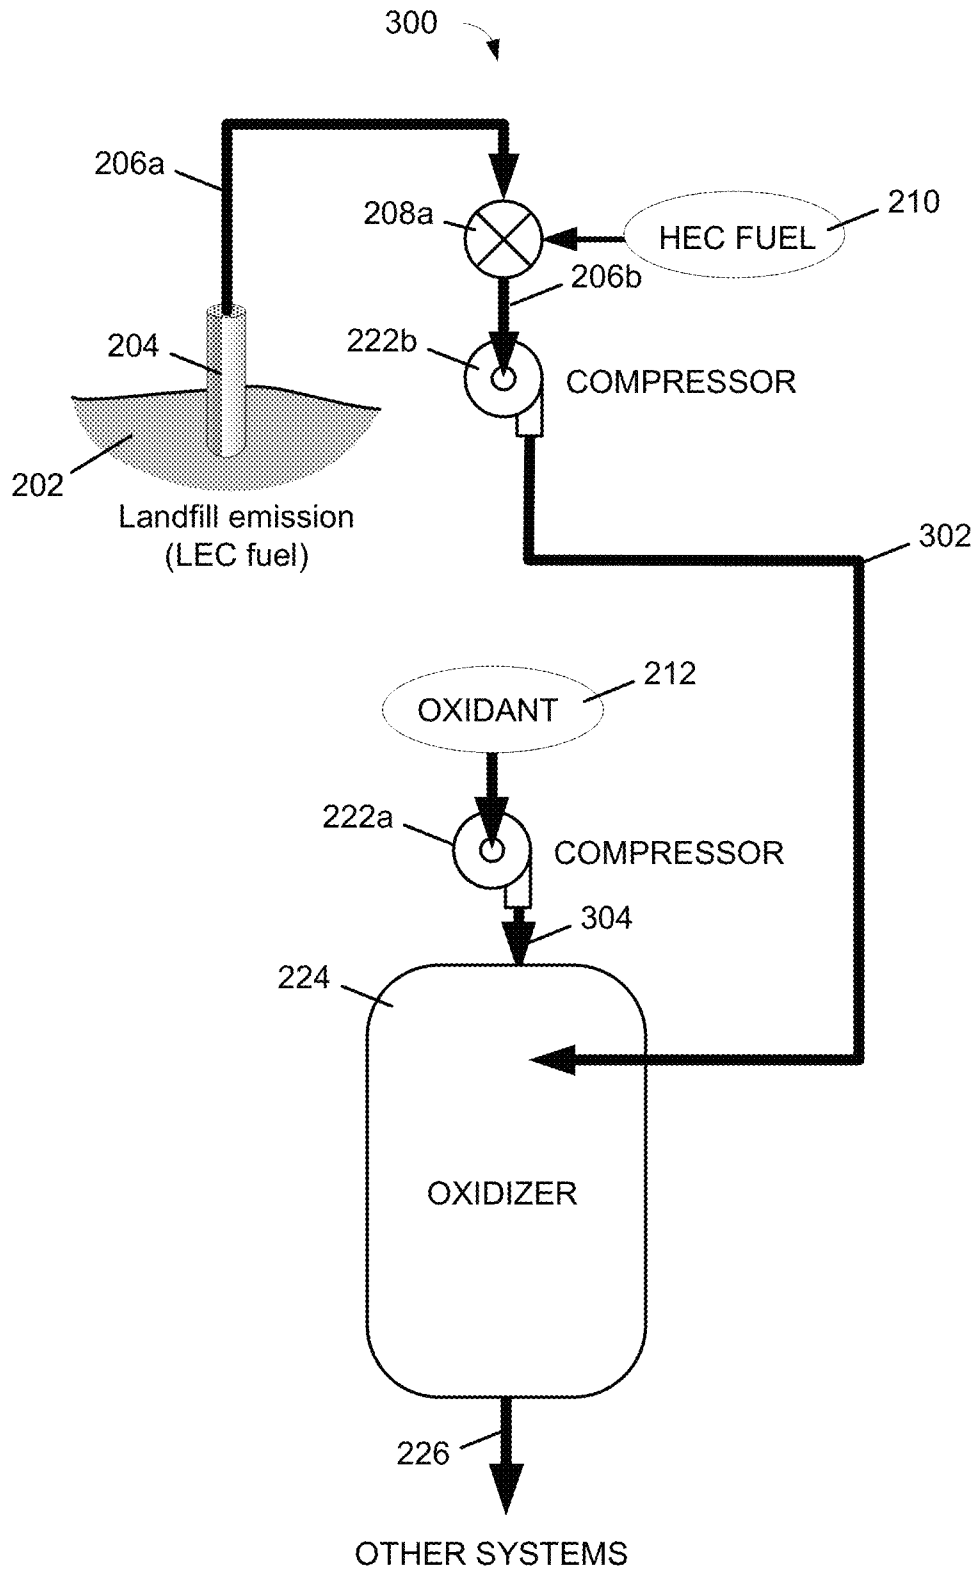 300
206a
208a
210
HEC FUEL
206b
204
222b
COMPRESSOR
202
Landfill emission
(LEC fuel)
302
212
OXIDANT
222a
COMPRESSOR
304
224
OXIDIZER
226
OTHER SYSTEMS